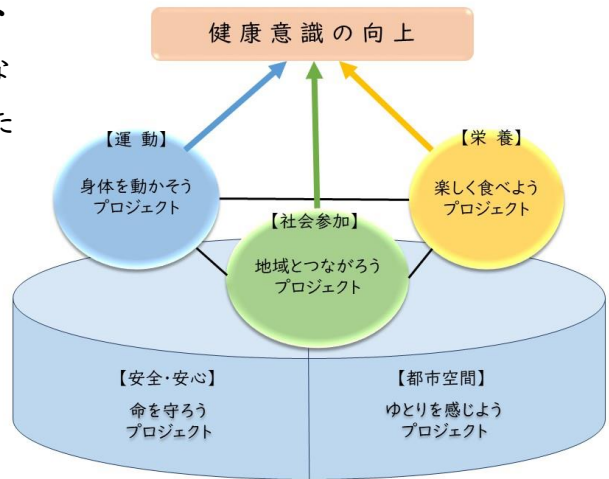 健康意識の向上
な
た
【運 動】
身体を動かそう
プロジェクト
【栄 養】
楽しく食べよう
プロジェクト
【社会参加】
地域とつながろう
プロジェクト
【安全・安心】
命を守ろう
プロジェクト
【都市空間】
ゆとりを感じよう
プロジェクト